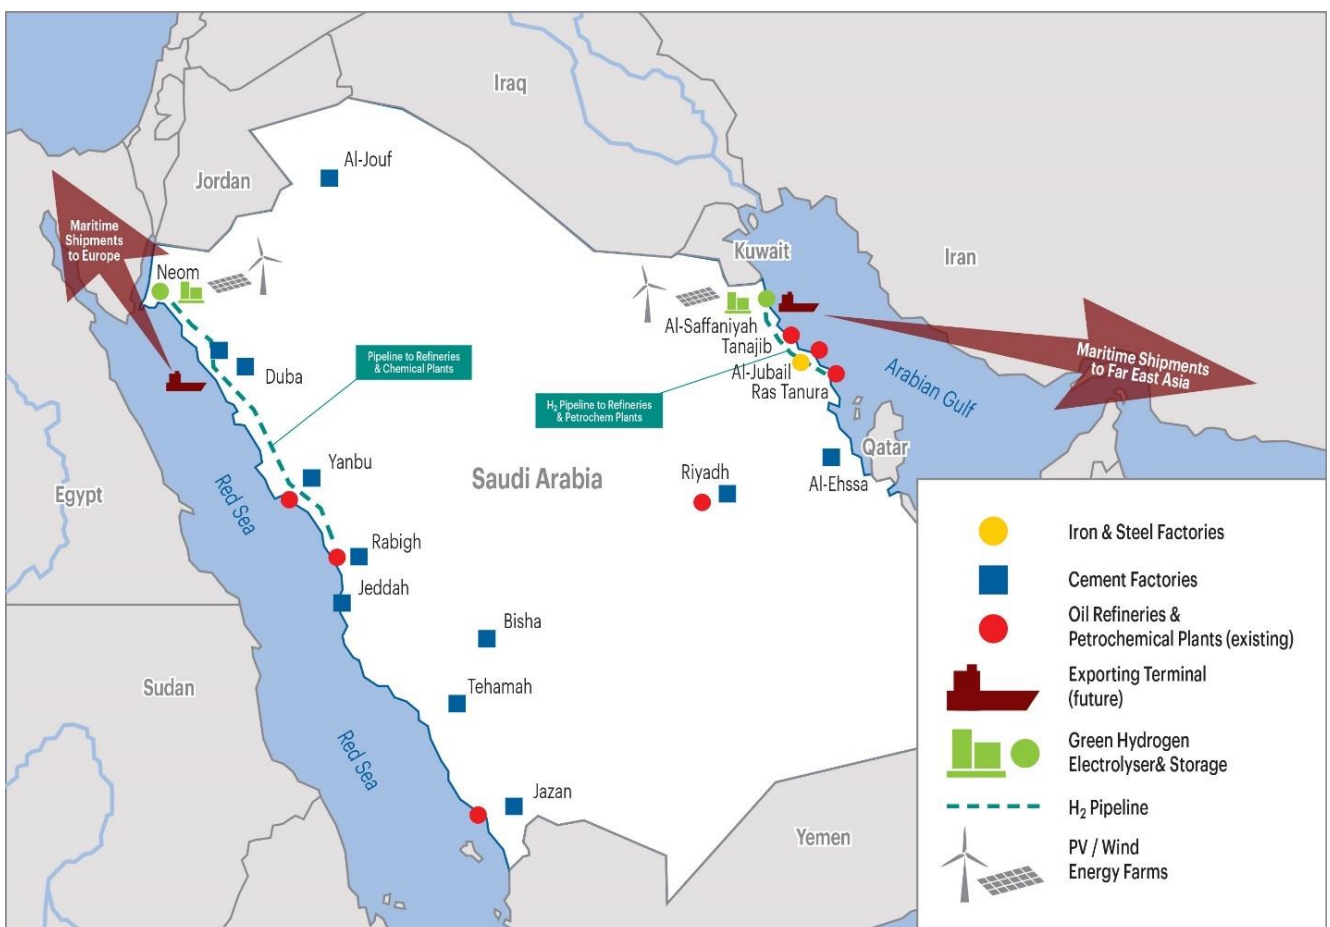 Iraq
Al-Jouf
Jordan
Maritime
Shipments
to Europe
Kuwait
Iran
Neom
Al-Saffaniyah
Tanajib
Al-Jubail
Ras Tanura
Maritime Shipments
to Far East Asia
Arabian Gulf
Pipeline to Refineries
& Chemical Plants
Duba
H₂ Pipeline to Refineries
& Petrochem Plants
Qatar
Yanbu
Saudi Arabia
Riyadh
Al-Ehssa
Egypt
Red Sea
Rabigh
Jeddah
Bisha
Tehamah
Sudan
Red Sea
Jazan
Yemen
Iron & Steel Factories
Cement Factories
Oil Refineries &
Petrochemical Plants (existing)
Exporting Terminal
(future)
Green Hydrogen
Electrolyser& Storage
H₂ Pipeline
PV / Wind
Energy Farms